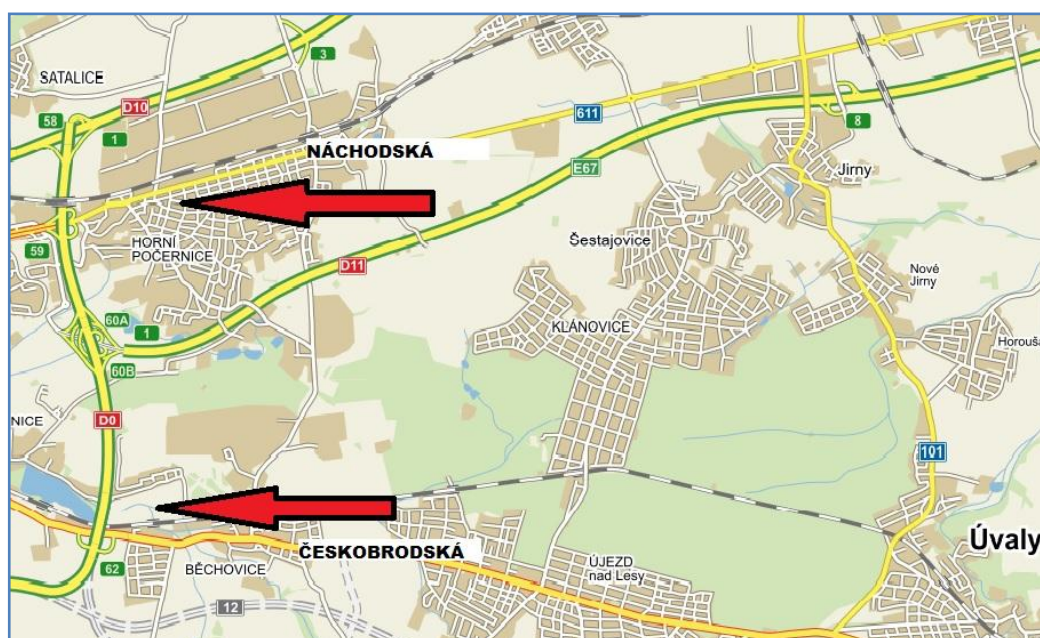 3
SATALICE
D10
58
1
611
8
NÁCHODSKÁ
E67
Jirny
59
HORNÍ
POČERNICE
Šestajovice
D11
Nové
Jirny
60A
1
KLÁNOVICE
Horouša
60B
NICE
D0
101
Úvaly
ČESKOBRODSKÁ
62
BĚCHOVICE
ÚJEZD
nad Lesy
12